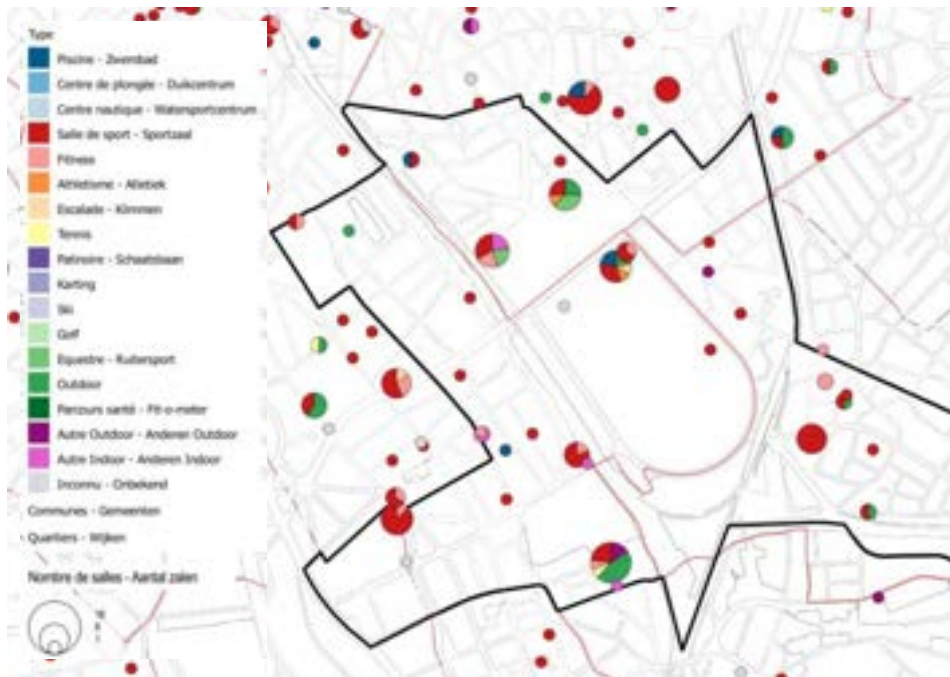 Type
Piscine - Zwembad
Centre de plongée - Duikcentrum
Centre nautique - Watersportcentrum
Salle de sport - Sportzaal
Fitness
Athlétisme - Atletiek
Escalade - Klimmen
Tennis
Patinoire - Schaatsbaan
Karting
Ski
Golf
Equestre - Ruitersport
Outdoor
Parcours santé - Fit-o-meter
Autre Outdoor - Anderen Outdoor
Autre Indoor - Anderen Indoor
Inconnu - Onbekend
Communes - Gemeenten
Quartiers - Wijken
Nombre de salles - Aantal zalen